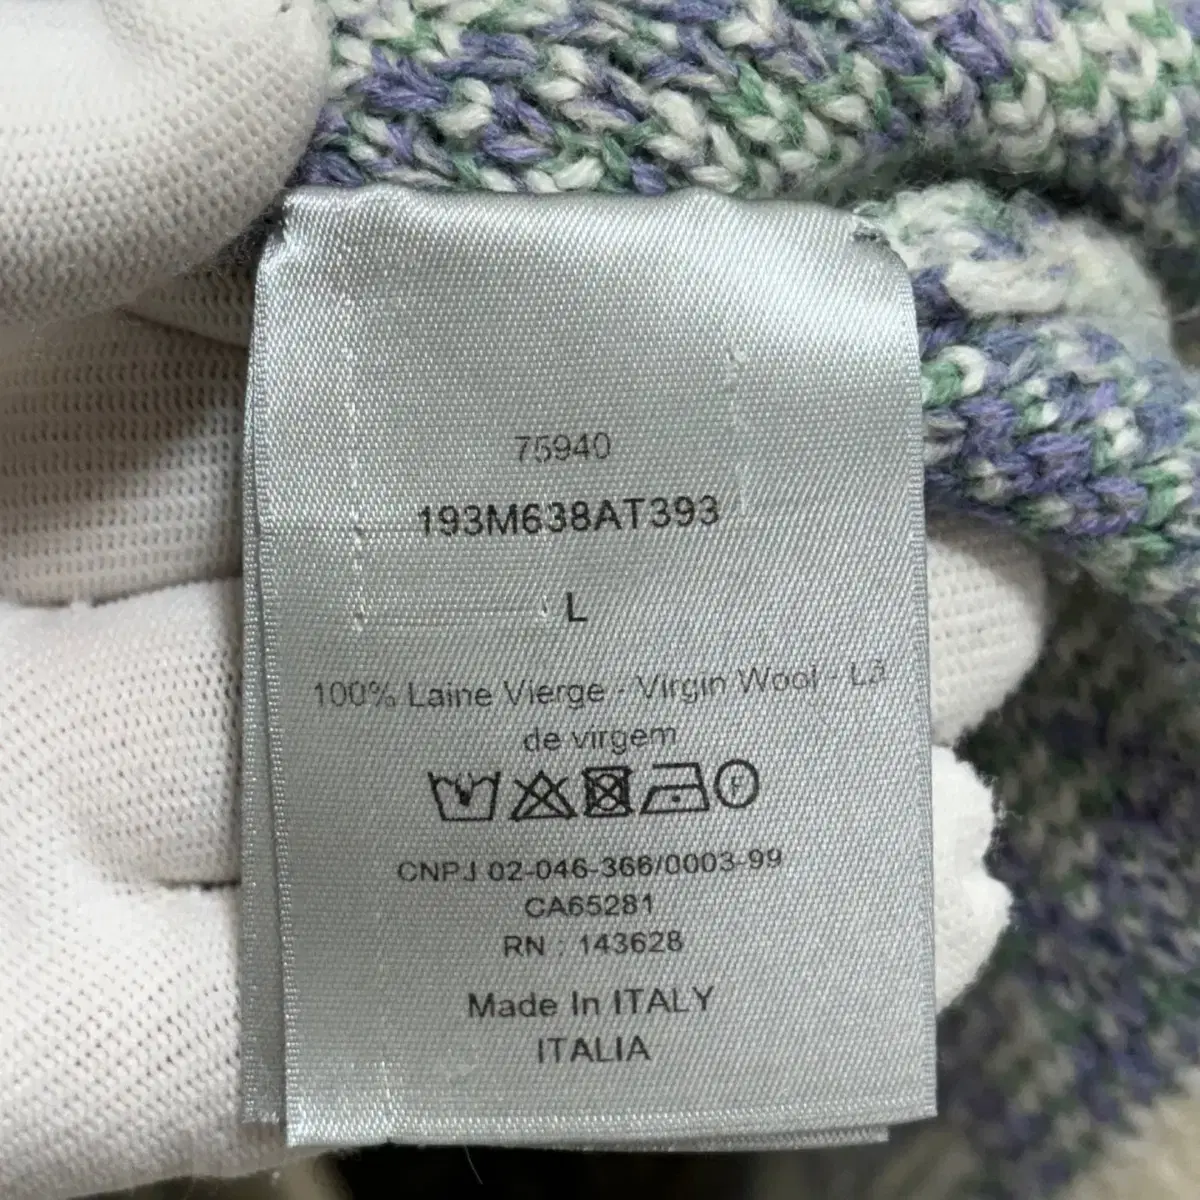 75940
193M638AT393
L
100% Laine Vierge - Virgin Wool - Lã
de virgem
F
CNPJ 02-046-366/0003-99
CA65281
RN : 143628
Made In ITALY
ITALIA